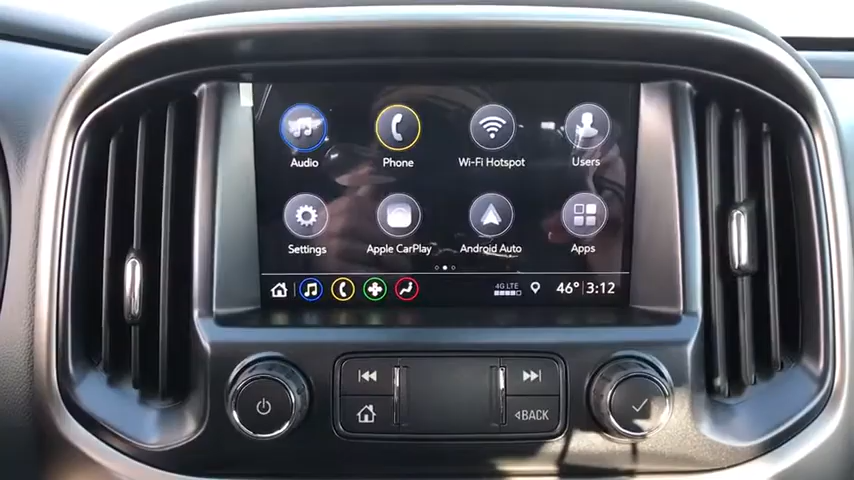 Audio Phone Wi-Fi Hotspot Users
Settings Apple CarPlay Android Auto Apps
4G LTE 46° 3:12
BACK